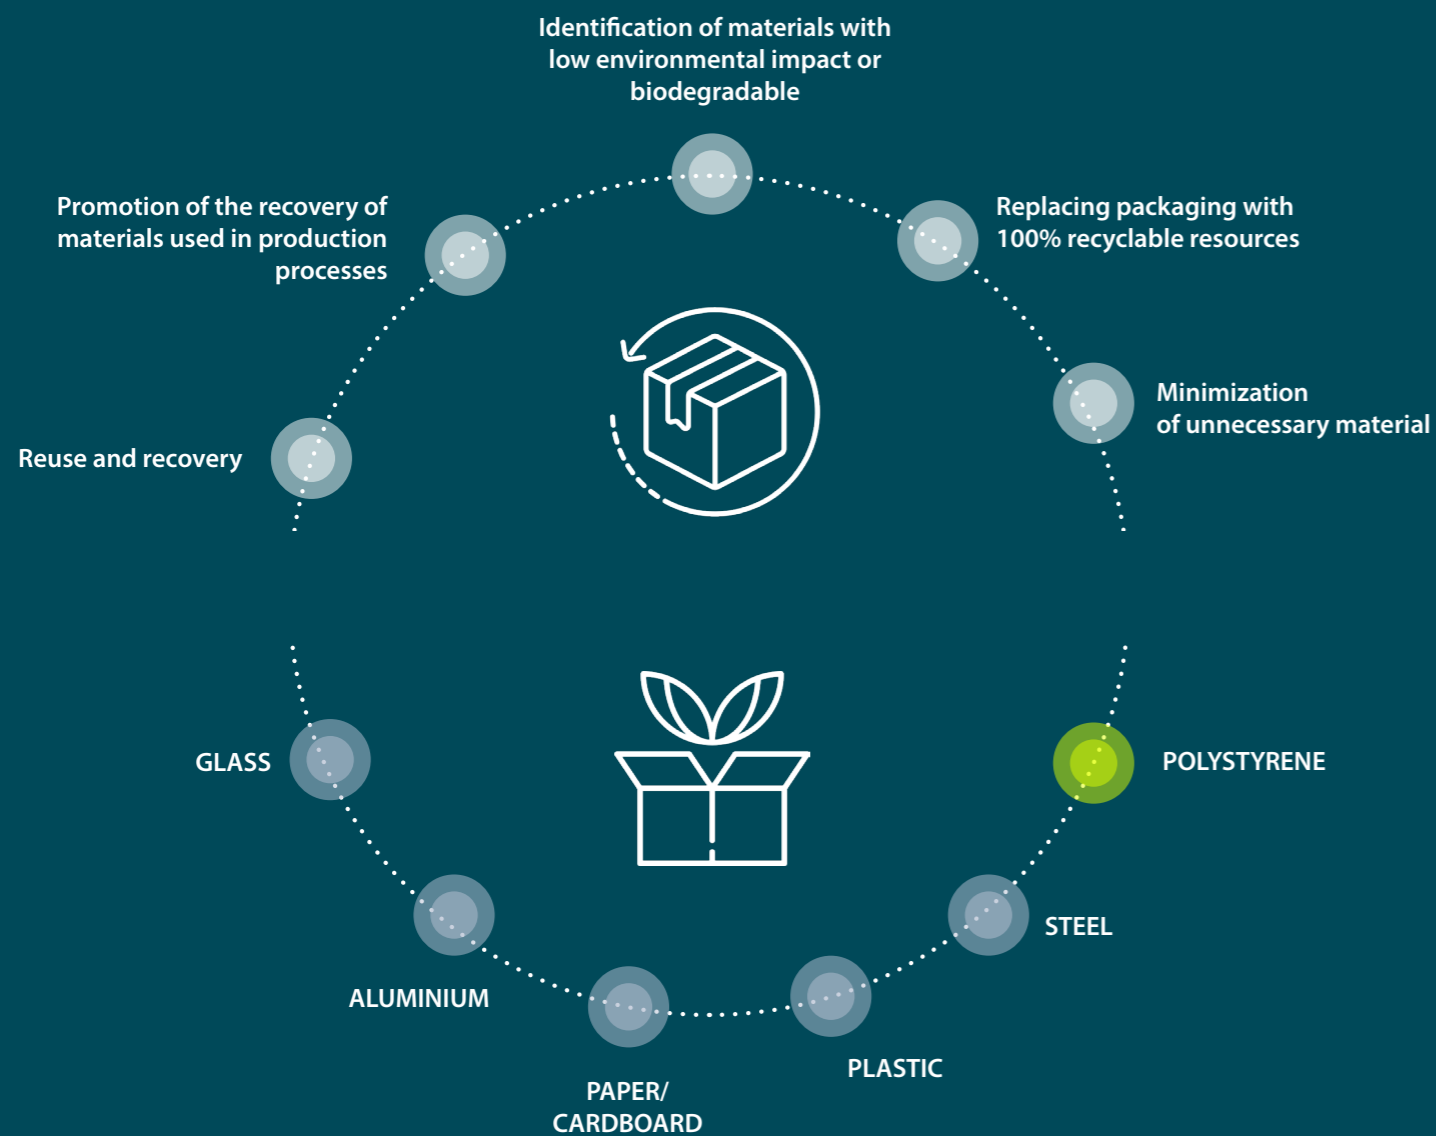 Identification of materials with
low environmental impact or
biodegradable
Promotion of the recovery of
materials used in production
processes
Replacing packaging with
100% recyclable resources
Minimization
of unnecessary material
Reuse and recovery
GLASS
POLYSTYRENE
STEEL
ALUMINIUM
PLASTIC
PAPER/
CARDBOARD